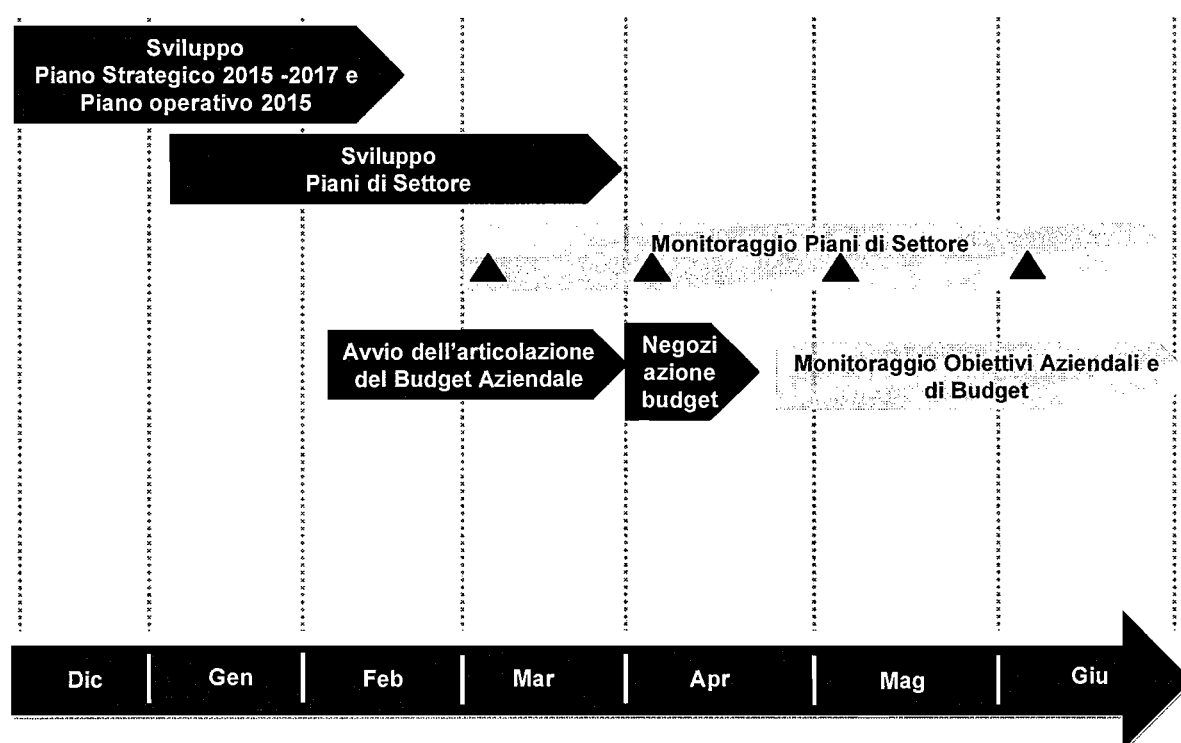 Sviluppo
Piano Strategico 2015 -2017 e
Piano operativo 2015
Sviluppo
Piani di Settore
Monitoraggio Piani di Settore
Avvio dell'articolazione
del Budget Aziendale
Negozi
azione
budget
Monitoraggio Obiettivi Aziendali e
di Budget
Dic
Gen
Feb
Mar
Apr
Mag
Giu